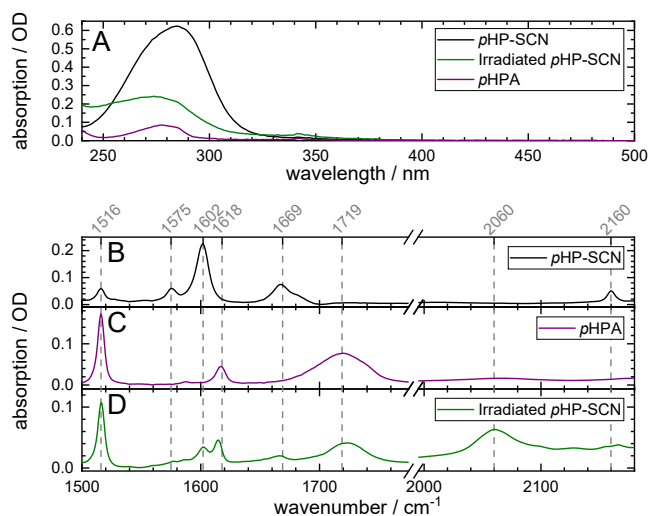 A
pHP-SCN
Irradiated pHP-SCN
pHPA
0.6
0.5
0.4
0.3
0.2
0.1
0.0
absorption / OD
240 300 350 400 450 500
wavelength / nm
1516 1575 1602 1618 1669 1719 2060 2160
B
pHP-SCN
0.2
0.1
0.0
C
pHPA
0.1
0.0
absorption / OD
D
Irradiated pHP-SCN
0.1
0.0
1500 1600 1700 2000 2100
wavenumber / cm⁻¹